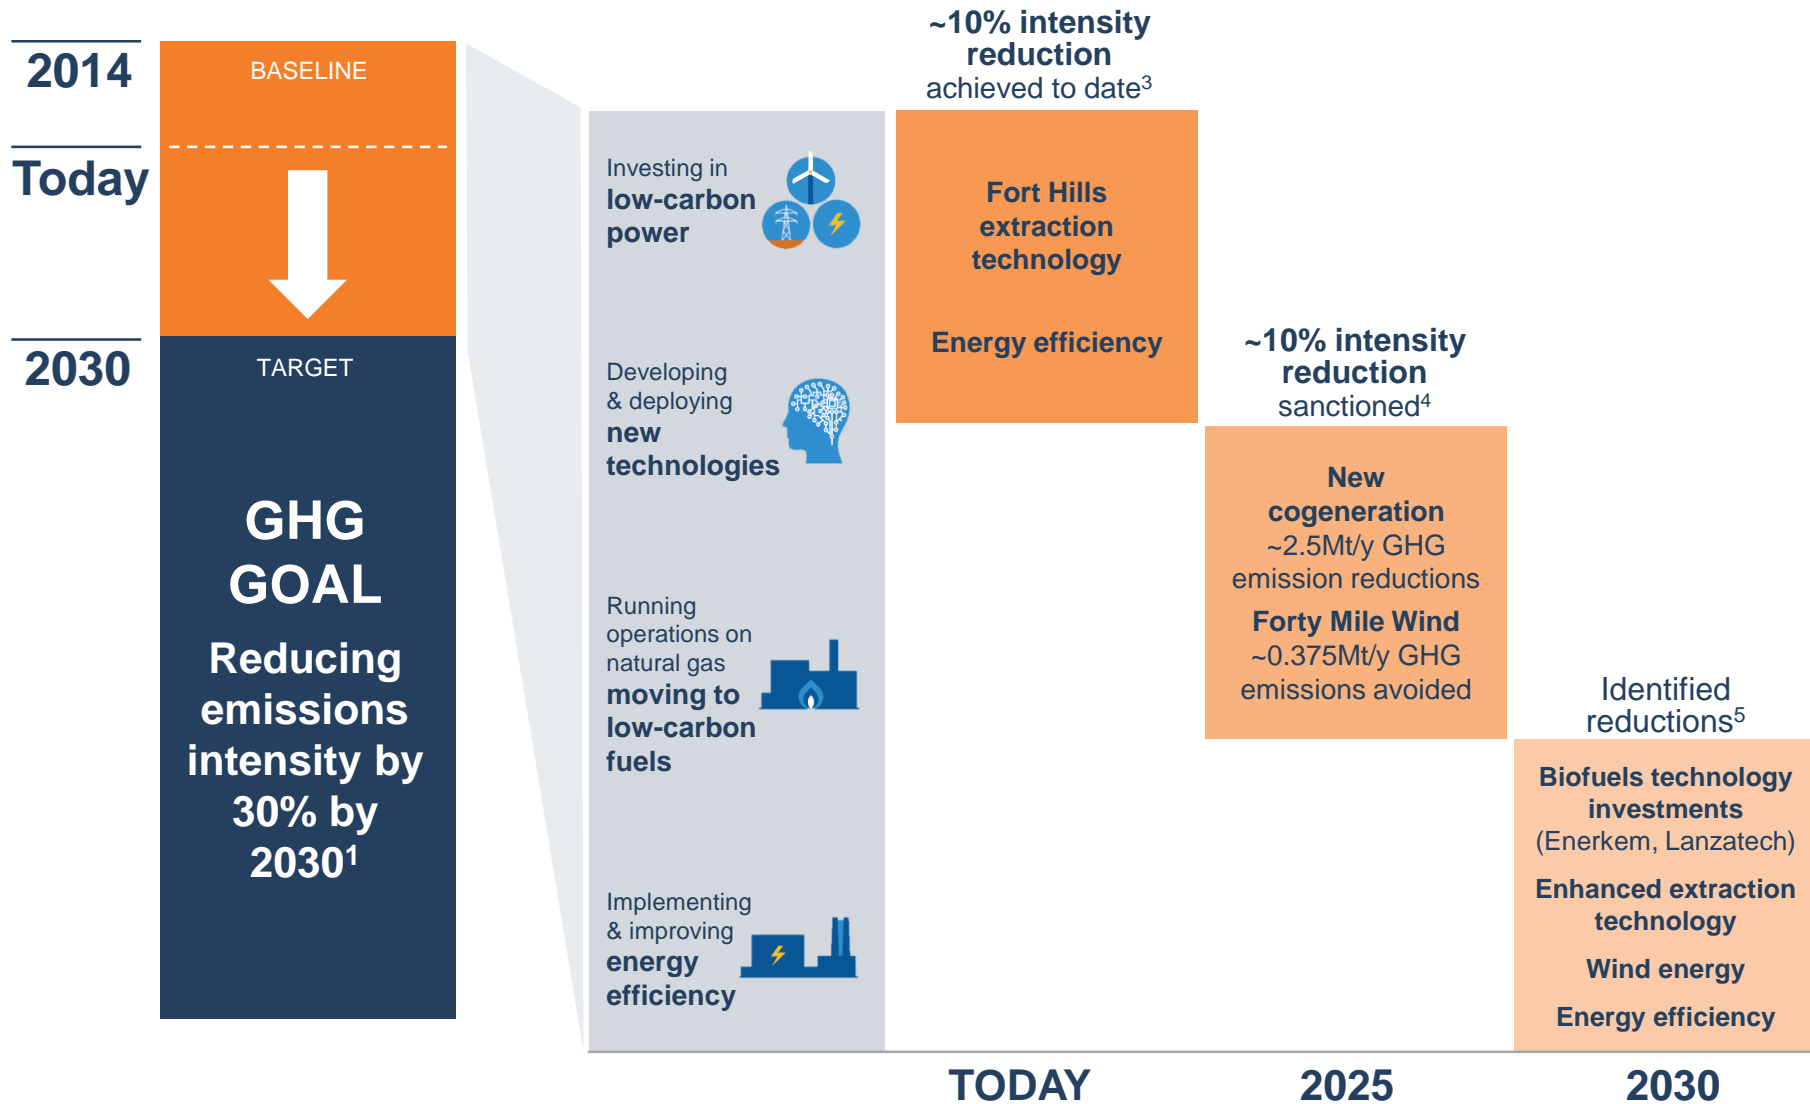 2014
Today
2030
BASELINE
TARGET
GHG
GOAL
Reducing
emissions
intensity by
30% by
2030¹
Investing in
low-carbon
power
Developing
& deploying
new
technologies
Running
operations on
natural gas
moving to
low-carbon
fuels
Implementing
& improving
energy
efficiency
~10% intensity
reduction
achieved to date³
Fort Hills
extraction
technology
Energy efficiency
~10% intensity
reduction
sanctioned⁴
New
cogeneration
~2.5Mt/y GHG
emission reductions
Forty Mile Wind
~0.375Mt/y GHG
emissions avoided
Identified
reductions⁵
Biofuels technology
investments
(Enerkem, Lanzatech)
Enhanced extraction
technology
Wind energy
Energy efficiency
TODAY
2025
2030